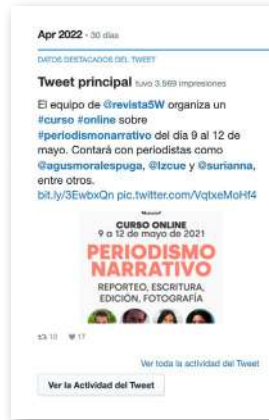 Apr 2022 • 30 días
DATOS DESTACADOS DEL TWEET
Tweet principal tuvo 3.569 impresiones
El equipo de @revista5W organiza un
#curso #online sobre
#periodismonarrativo del día 9 al 12 de
mayo. Contará con periodistas como
@agusmoralespuga, @Izcue y @surianna,
entre otros.
bit.ly/3EwbxQn pic.twitter.com/VqtxeMoHf4
CURSO ONLINE
9 a 12 de mayo de 2021
PERIODISMO
NARRATIVO
REPORTEO, ESCRITURA,
EDICIÓN, FOTOGRAFÍA
10 17
Ver toda la actividad del Tweet
Ver la Actividad del Tweet